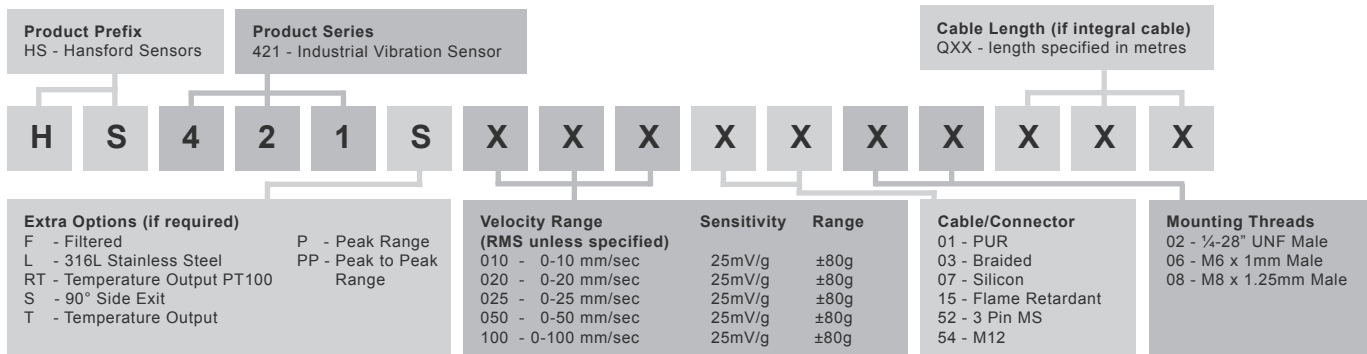 Product Prefix
HS - Hansford Sensors
Product Series
421 - Industrial Vibration Sensor
Cable Length (if integral cable)
QXX - length specified in metres
H S 4 2 1 S X X X X X X X X X X
Extra Options (if required)
F - Filtered
L - 316L Stainless Steel
RT - Temperature Output PT100
S - 90° Side Exit
T - Temperature Output
P - Peak Range
PP - Peak to Peak
Range
Velocity Range Sensitivity Range
(RMS unless specified)
010 - 0-10 mm/sec 25mV/g ±80g
020 - 0-20 mm/sec 25mV/g ±80g
025 - 0-25 mm/sec 25mV/g ±80g
050 - 0-50 mm/sec 25mV/g ±80g
100 - 0-100 mm/sec 25mV/g ±80g
Cable/Connector
01 - PUR
03 - Braided
07 - Silicon
15 - Flame Retardant
52 - 3 Pin MS
54 - M12
Mounting Threads
02 - ¼-28” UNF Male
06 - M6 x 1mm Male
08 - M8 x 1.25mm Male